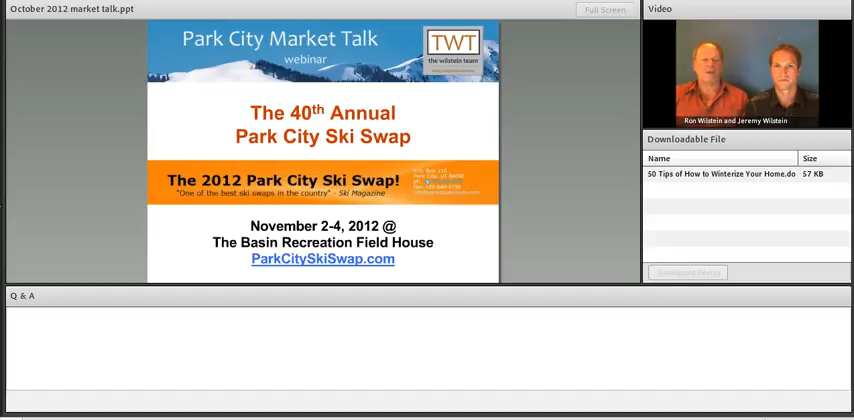 October 2012 market talk.ppt
Full Screen
Park City Market Talk
webinar
TWT
the wilstein team
The 40th Annual
Park City Ski Swap
The 2012 Park City Ski Swap!
"One of the best ski swaps in the country" - Ski Magazine
November 2-4, 2012 @
The Basin Recreation Field House
ParkCitySkiSwap.com
Video
Ron Wilstein and Jeremy Wilstein
Downloadable File
Name Size
50 Tips of How to Winterize Your Home.do 57 KB
Q & A